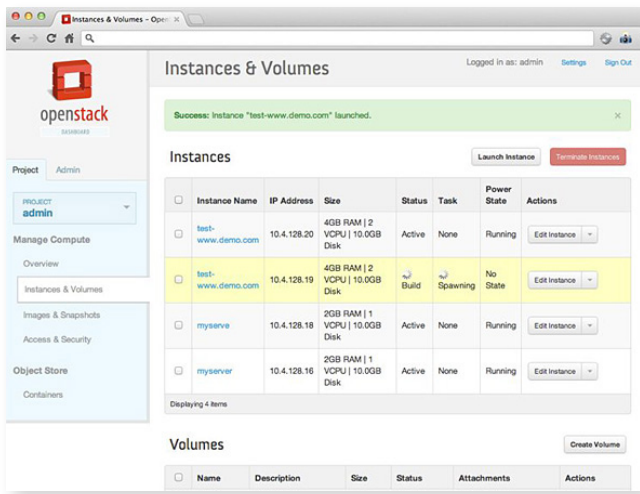 Instances & Volumes - Open
Instances & Volumes
Logged in as: admin Settings Sign Out
openstack
DASHBOARD
Success: Instance "test-www.demo.com" launched.
Project Admin
PROJECT
admin
Manage Compute
Overview
Instances & Volumes
Images & Snapshots
Access & Security
Object Store
Containers
Instances
Launch Instance Terminate Instances
Instance Name IP Address Size Status Task Power State Actions
test-
www.demo.com 10.4.128.20 4GB RAM | 2
VCPU | 10.0GB
Disk Active None Running Edit Instance
test-
www.demo.com 10.4.128.19 4GB RAM | 2
VCPU | 10.0GB
Disk Build Spawning No
State Edit Instance
myserve 10.4.128.18 2GB RAM | 1
VCPU | 10.0GB
Disk Active None Running Edit Instance
myserver 10.4.128.16 2GB RAM | 1
VCPU | 10.0GB
Disk Active None Running Edit Instance
Displaying 4 items
Volumes
Create Volume
Name Description Size Status Attachments Actions